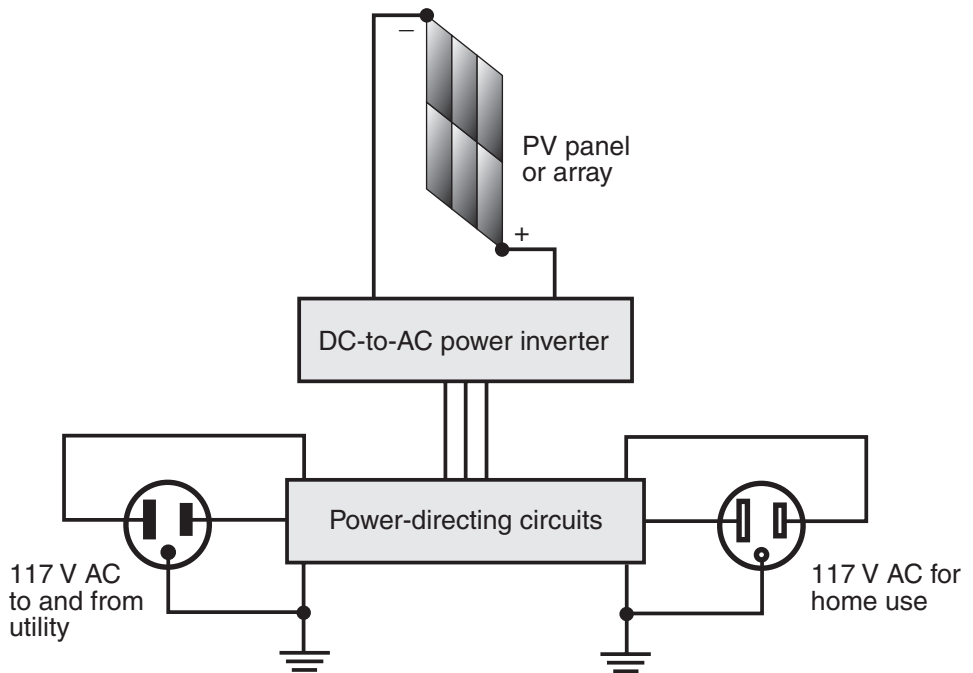 –
PV panel
or array
+
DC-to-AC power inverter
Power-directing circuits
117 V AC
to and from
utility
117 V AC for
home use